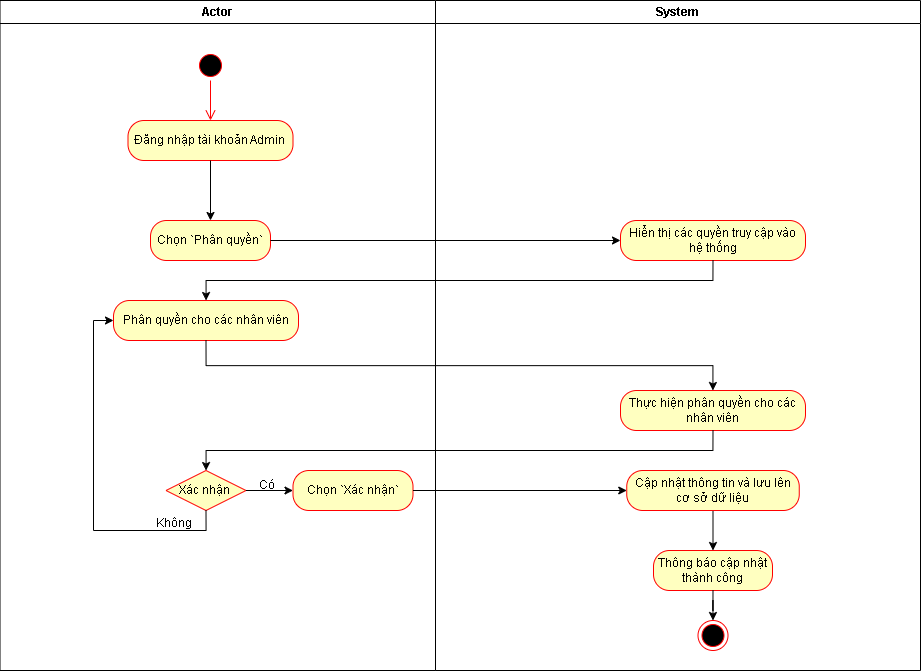 Actor
System
Đăng nhập tài khoản Admin
Chọn `Phân quyền`
Hiển thị các quyền truy cập vào
hệ thống
Phân quyền cho các nhân viên
Thực hiện phân quyền cho các
nhân viên
Xác nhận
Có
Chọn `Xác nhận`
Cập nhật thông tin và lưu lên
cơ sở dữ liệu
Không
Thông báo cập nhật
thành công